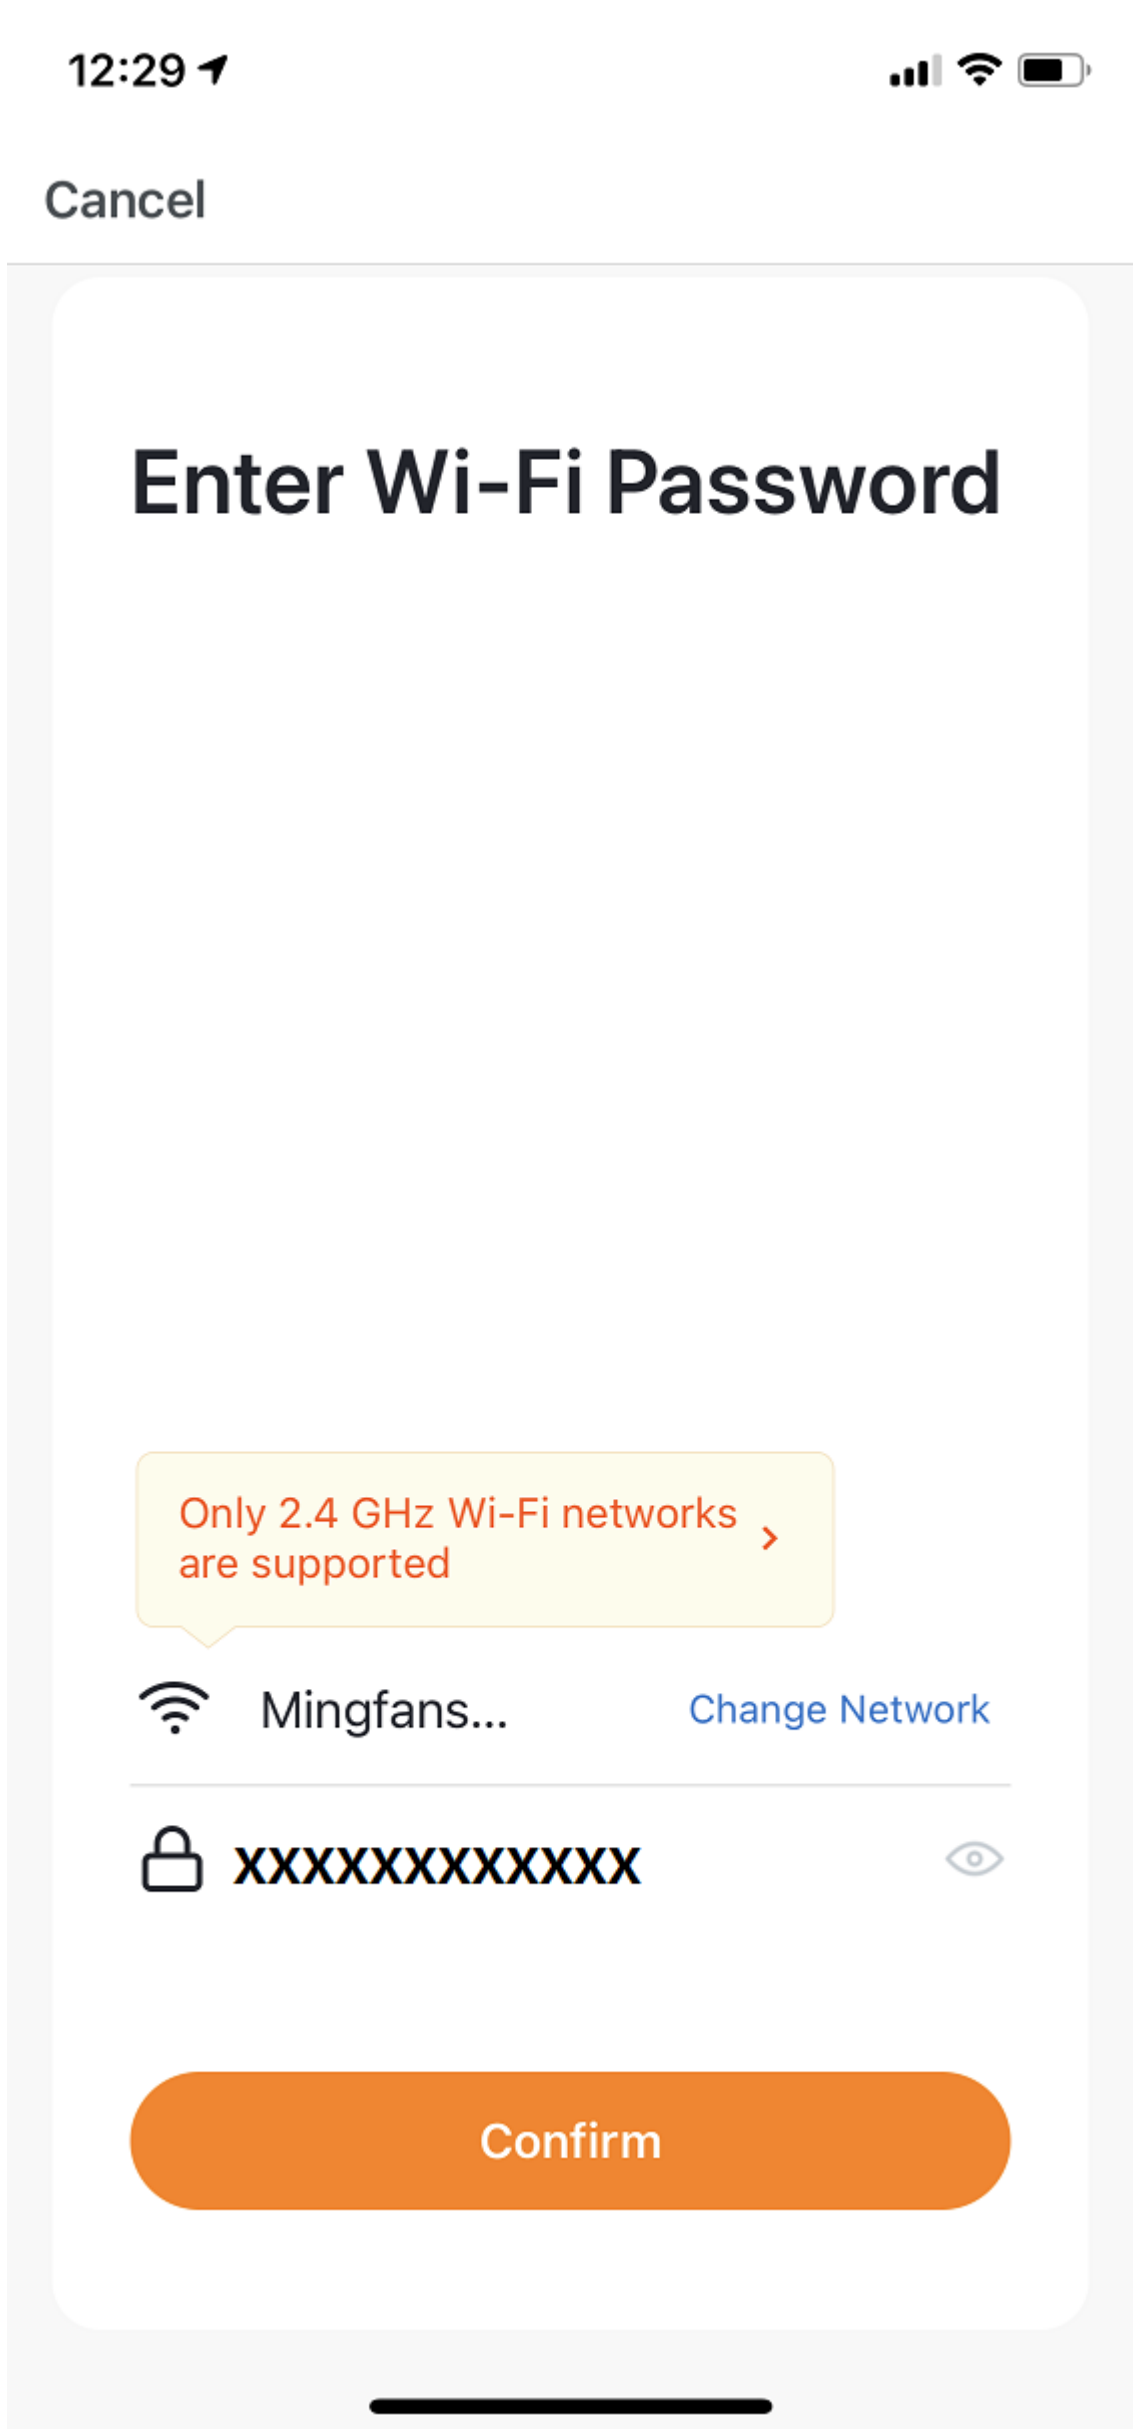 12:29
Cancel
Enter Wi-Fi Password
Only 2.4 GHz Wi-Fi networks
are supported
Mingfans... Change Network
XXXXXXXXXXXX
Confirm